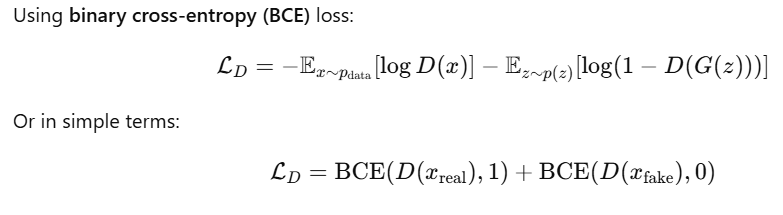 Using binary cross-entropy (BCE) loss:
ℒ_D = −𝔼_{x∼p_data}[log D(x)] − 𝔼_{z∼p(z)}[log(1 − D(G(z)))]
Or in simple terms:
ℒ_D = BCE(D(x_real), 1) + BCE(D(x_fake), 0)